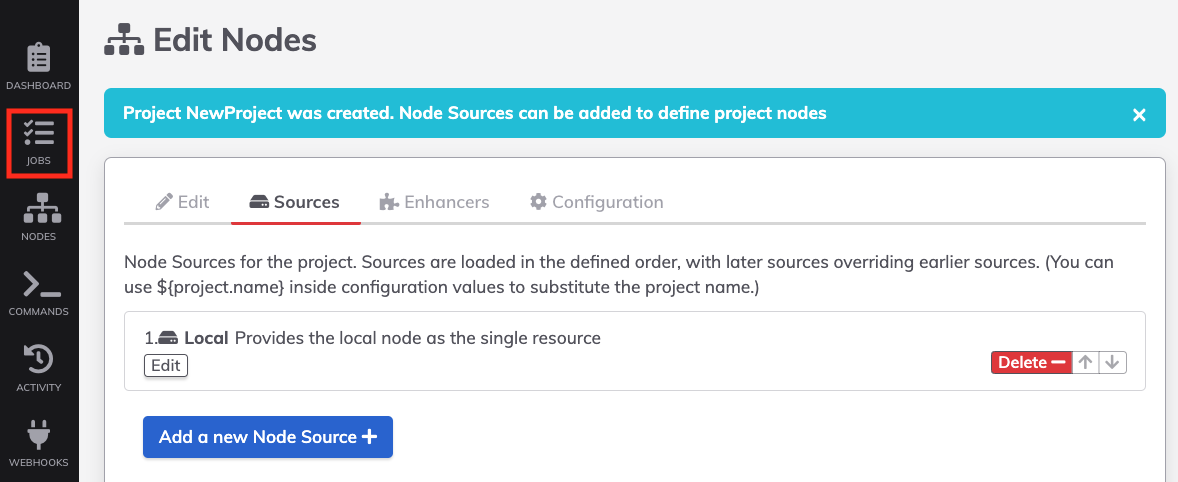 Edit Nodes
DASHBOARD
Project NewProject was created. Node Sources can be added to define project nodes
JOBS
Edit
Sources
Enhancers
Configuration
NODES
Node Sources for the project. Sources are loaded in the defined order, with later sources overriding earlier sources. (You can
use ${project.name} inside configuration values to substitute the project name.)
COMMANDS
1. Local Provides the local node as the single resource
Edit
Delete
ACTIVITY
Add a new Node Source
WEBHOOKS